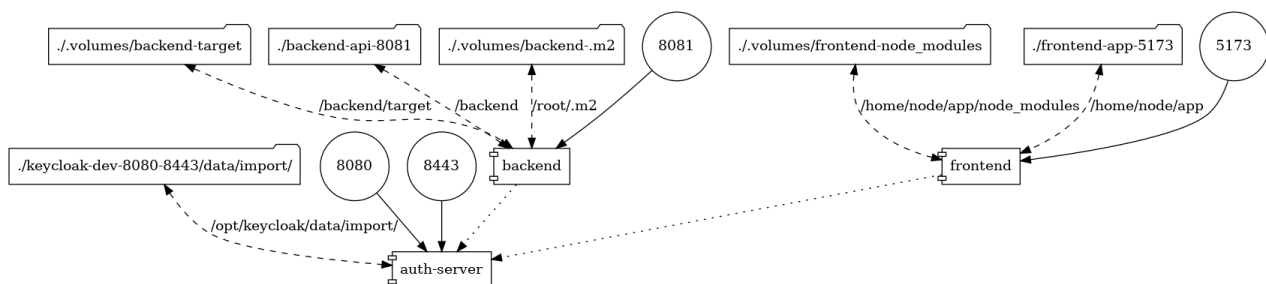 ./.volumes/backend-target
./backend-api-8081
./.volumes/backend-.m2
8081
./.volumes/frontend-node_modules
./frontend-app-5173
5173
/backend/target
/backend
/root/.m2
/home/node/app/node_modules
/home/node/app
./keycloak-dev-8080-8443/data/import/
8080
8443
backend
frontend
/opt/keycloak/data/import/
auth-server